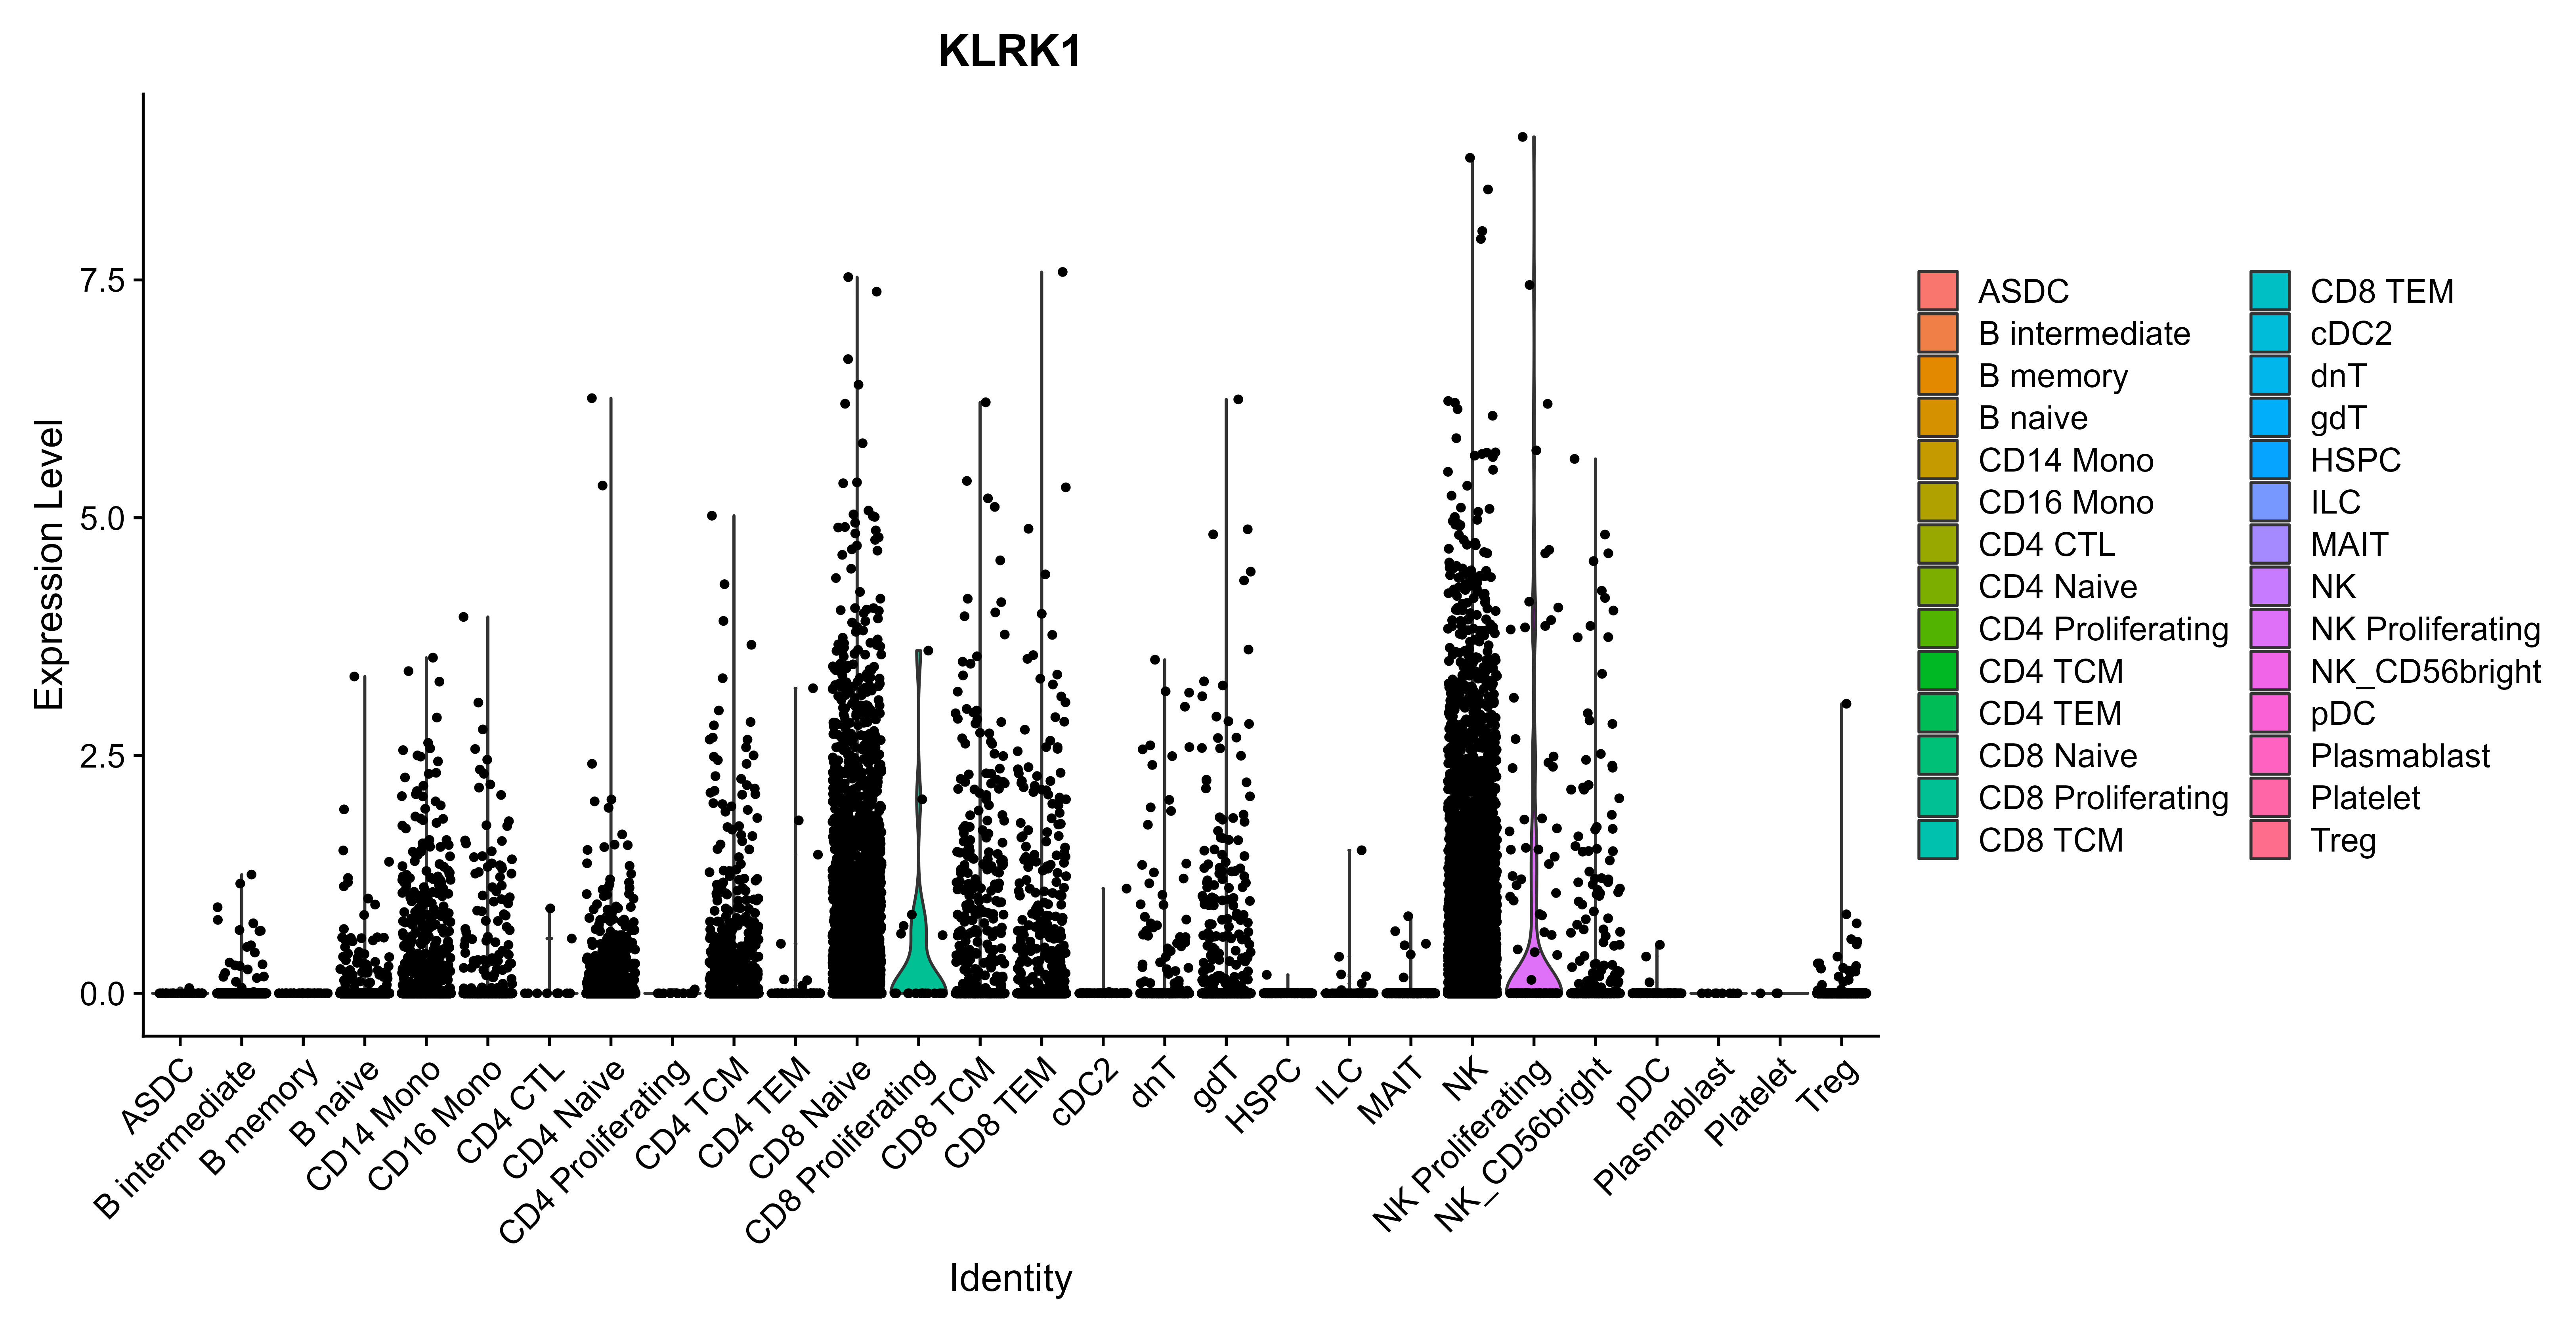 KLRK1
Expression Level
7.5
5.0
2.5
0.0
ASDC
B intermediate
B memory
B naive
CD14 Mono
CD16 Mono
CD4 CTL
CD4 Naive
CD4 Proliferating
CD4 TCM
CD4 TEM
CD8 Naive
CD8 Proliferating
CD8 TCM
CD8 TEM
cDC2
dnT
gdT
HSPC
ILC
MAIT
NK
NK Proliferating
NK_CD56bright
pDC
Plasmablast
Platelet
Treg
Identity
ASDC
B intermediate
B memory
B naive
CD14 Mono
CD16 Mono
CD4 CTL
CD4 Naive
CD4 Proliferating
CD4 TCM
CD4 TEM
CD8 Naive
CD8 Proliferating
CD8 TCM
CD8 TEM
cDC2
dnT
gdT
HSPC
ILC
MAIT
NK
NK Proliferating
NK_CD56bright
pDC
Plasmablast
Platelet
Treg